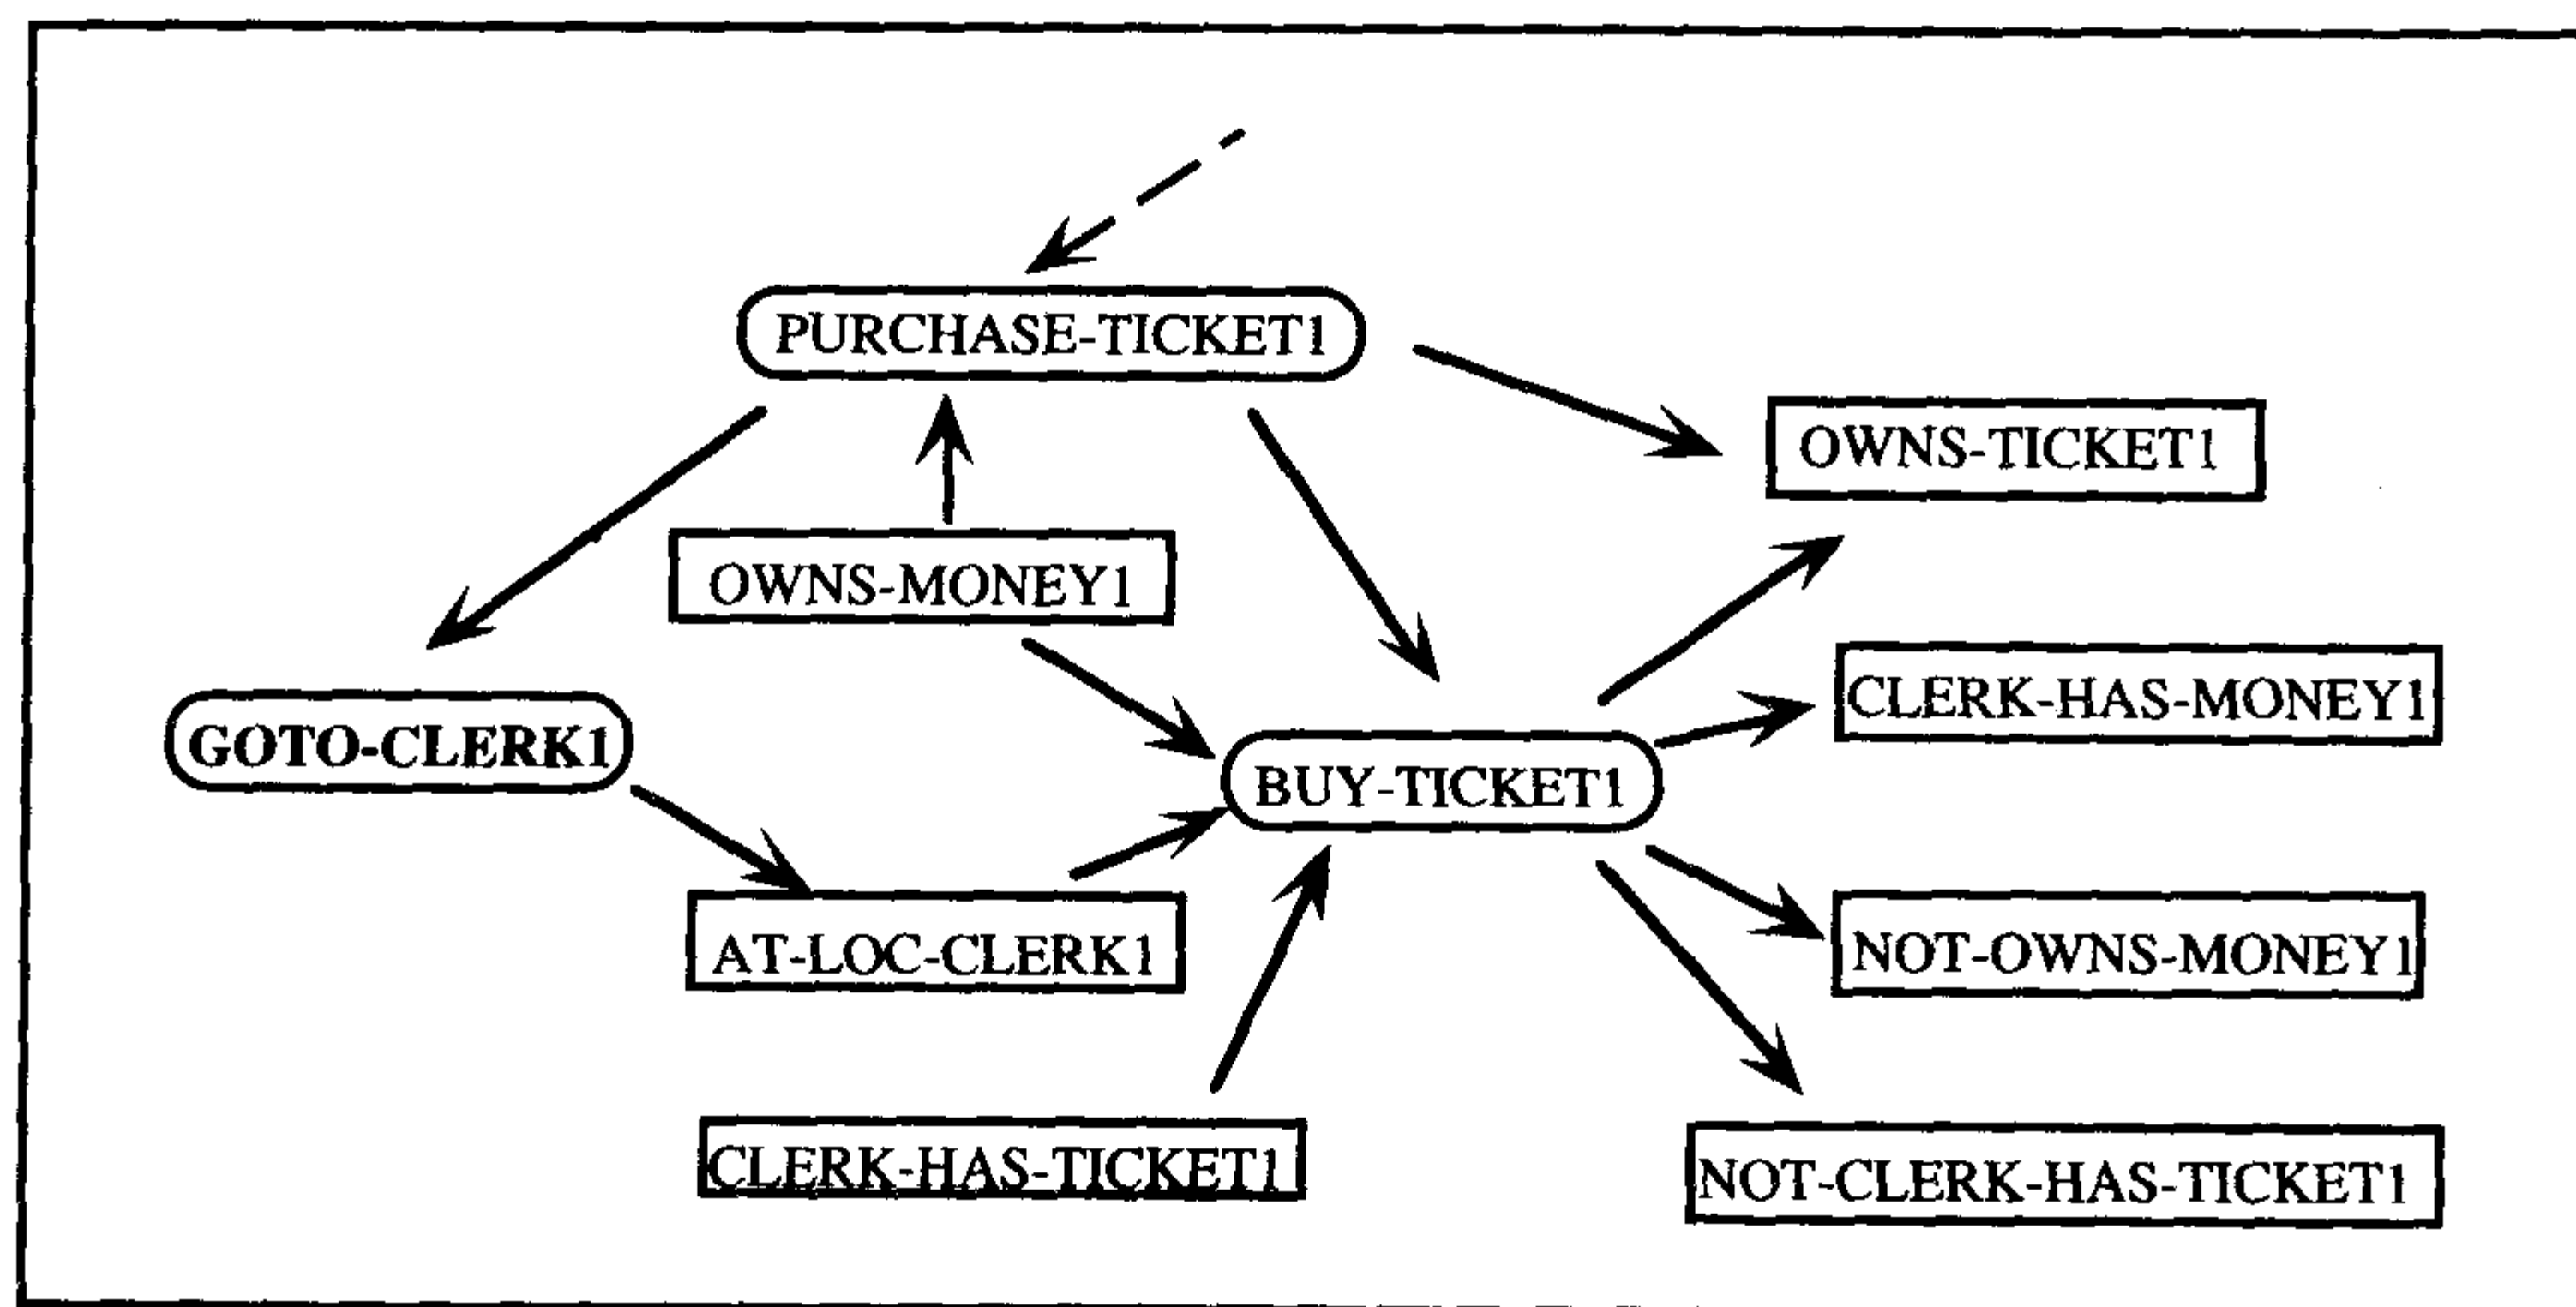 PURCHASE-TICKET1
OWNS-TICKET1
OWNS-MONEY1
CLERK-HAS-MONEY1
GOTO-CLERK1
BUY-TICKET1
AT-LOC-CLERK1
NOT-OWNS-MONEY1
CLERK-HAS-TICKET1
NOT-CLERK-HAS-TICKET1